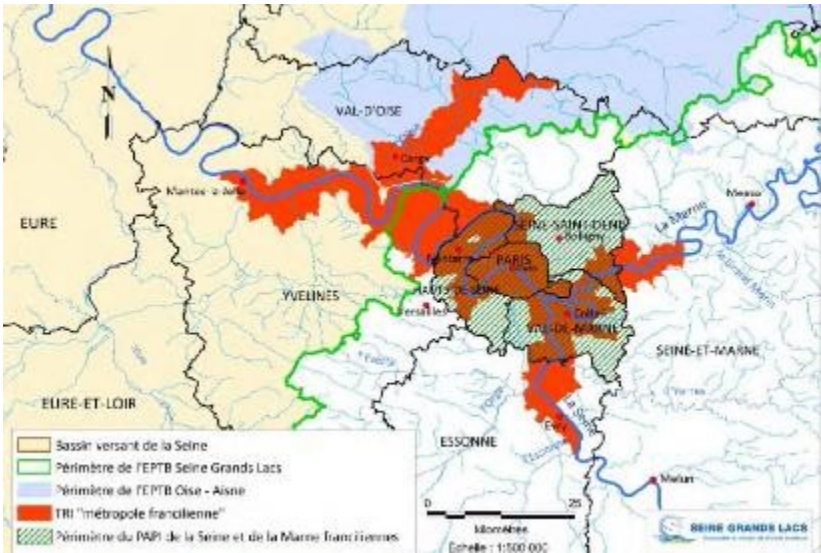 N
VAL-D'OISE
Cergy
Mantes-la-Jolie
Meaux
La Marne
SEINE-SAINT-DENIS
Bobigny
EURE
PARIS
Nanterre
HAUTS-DE-SEINE
YVELINES
Versailles
Créteil
VAL-DE-MARNE
SEINE-ET-MARNE
EURE-ET-LOIR
La Seine
Evry
ESSONNE
Melun
Bassin versant de la Seine
Périmètre de l'EPTB Seine Grands Lacs
Périmètre de l'EPTB Oise - Aisne
TRI "métropole francilienne"
Périmètre du PAPI de la Seine et de la Marne franciliennes
0 25
kilomètres
Echelle : 1:500 000
SEINE GRANDS LACS